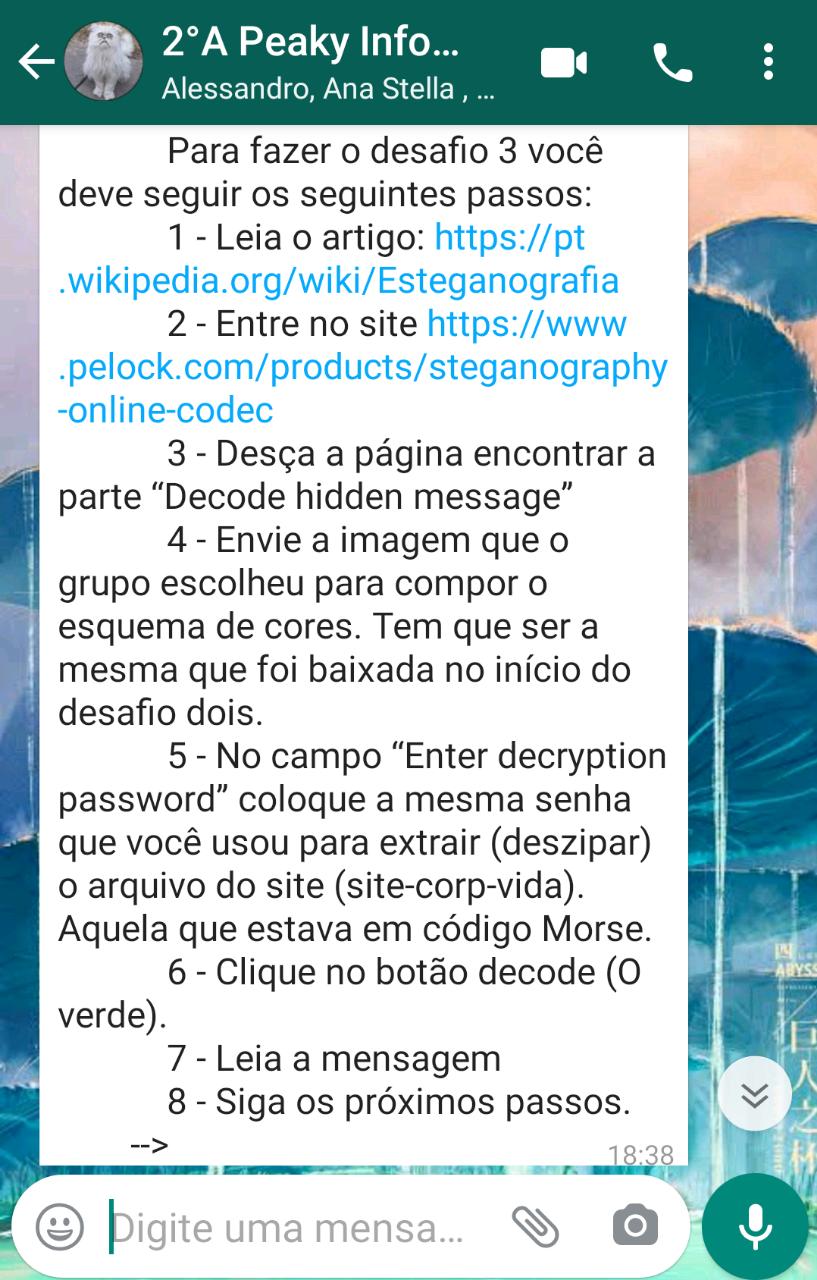 2°A Peaky Info...
Alessandro, Ana Stella , ...
Para fazer o desafio 3 você
deve seguir os seguintes passos:
1 - Leia o artigo: https://pt
.wikipedia.org/wiki/Esteganografia
2 - Entre no site https://www
.pelock.com/products/steganography
-online-codec
3 - Desça a página encontrar a
parte “Decode hidden message”
4 - Envie a imagem que o
grupo escolheu para compor o
esquema de cores. Tem que ser a
mesma que foi baixada no início do
desafio dois.
5 - No campo “Enter decryption
password” coloque a mesma senha
que você usou para extrair (deszipar)
o arquivo do site (site-corp-vida).
Aquela que estava em código Morse.
6 - Clique no botão decode (O
verde).
7 - Leia a mensagem
8 - Siga os próximos passos.
-->
18:38
ABYSS
巨
人
之
杯
Digite uma mensa...